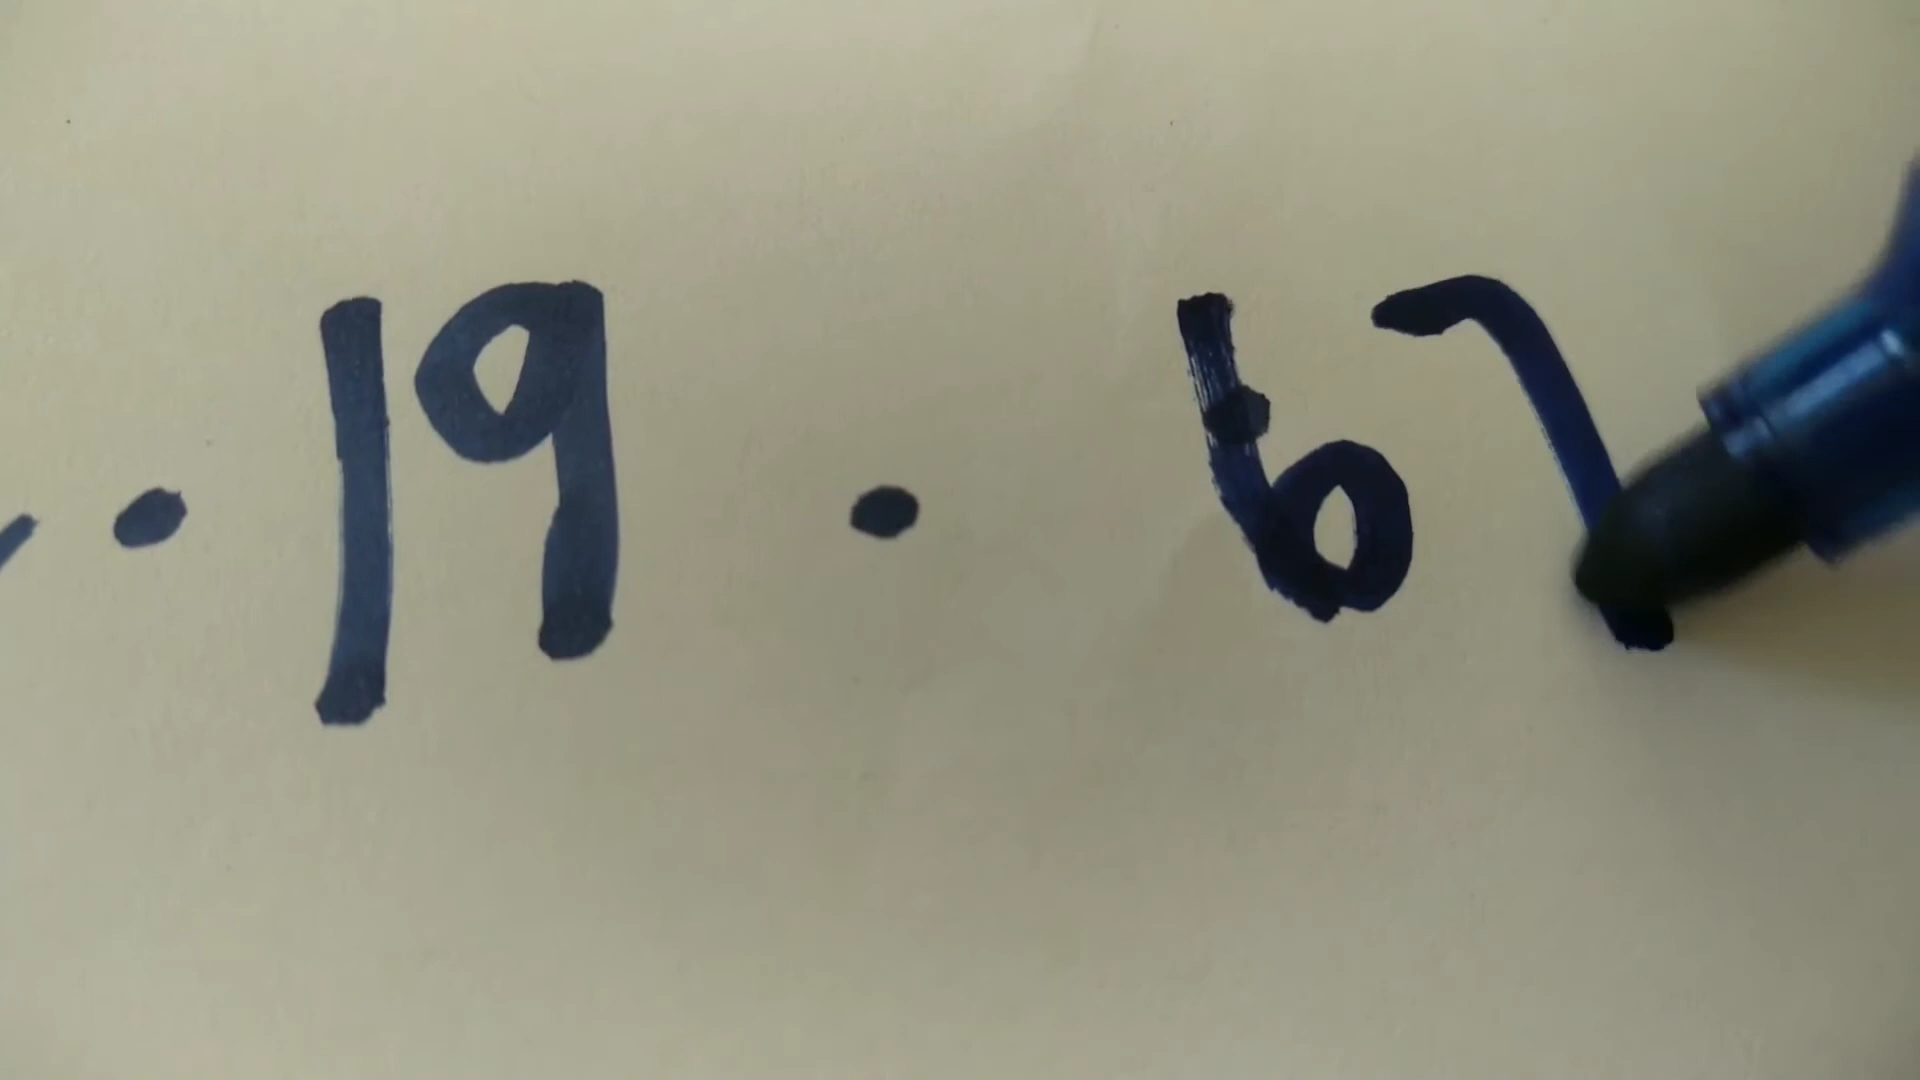 . 19 . 67